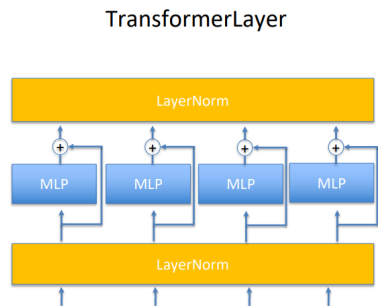 TransformerLayer
LayerNorm
+ + + +
MLP MLP MLP MLP
LayerNorm